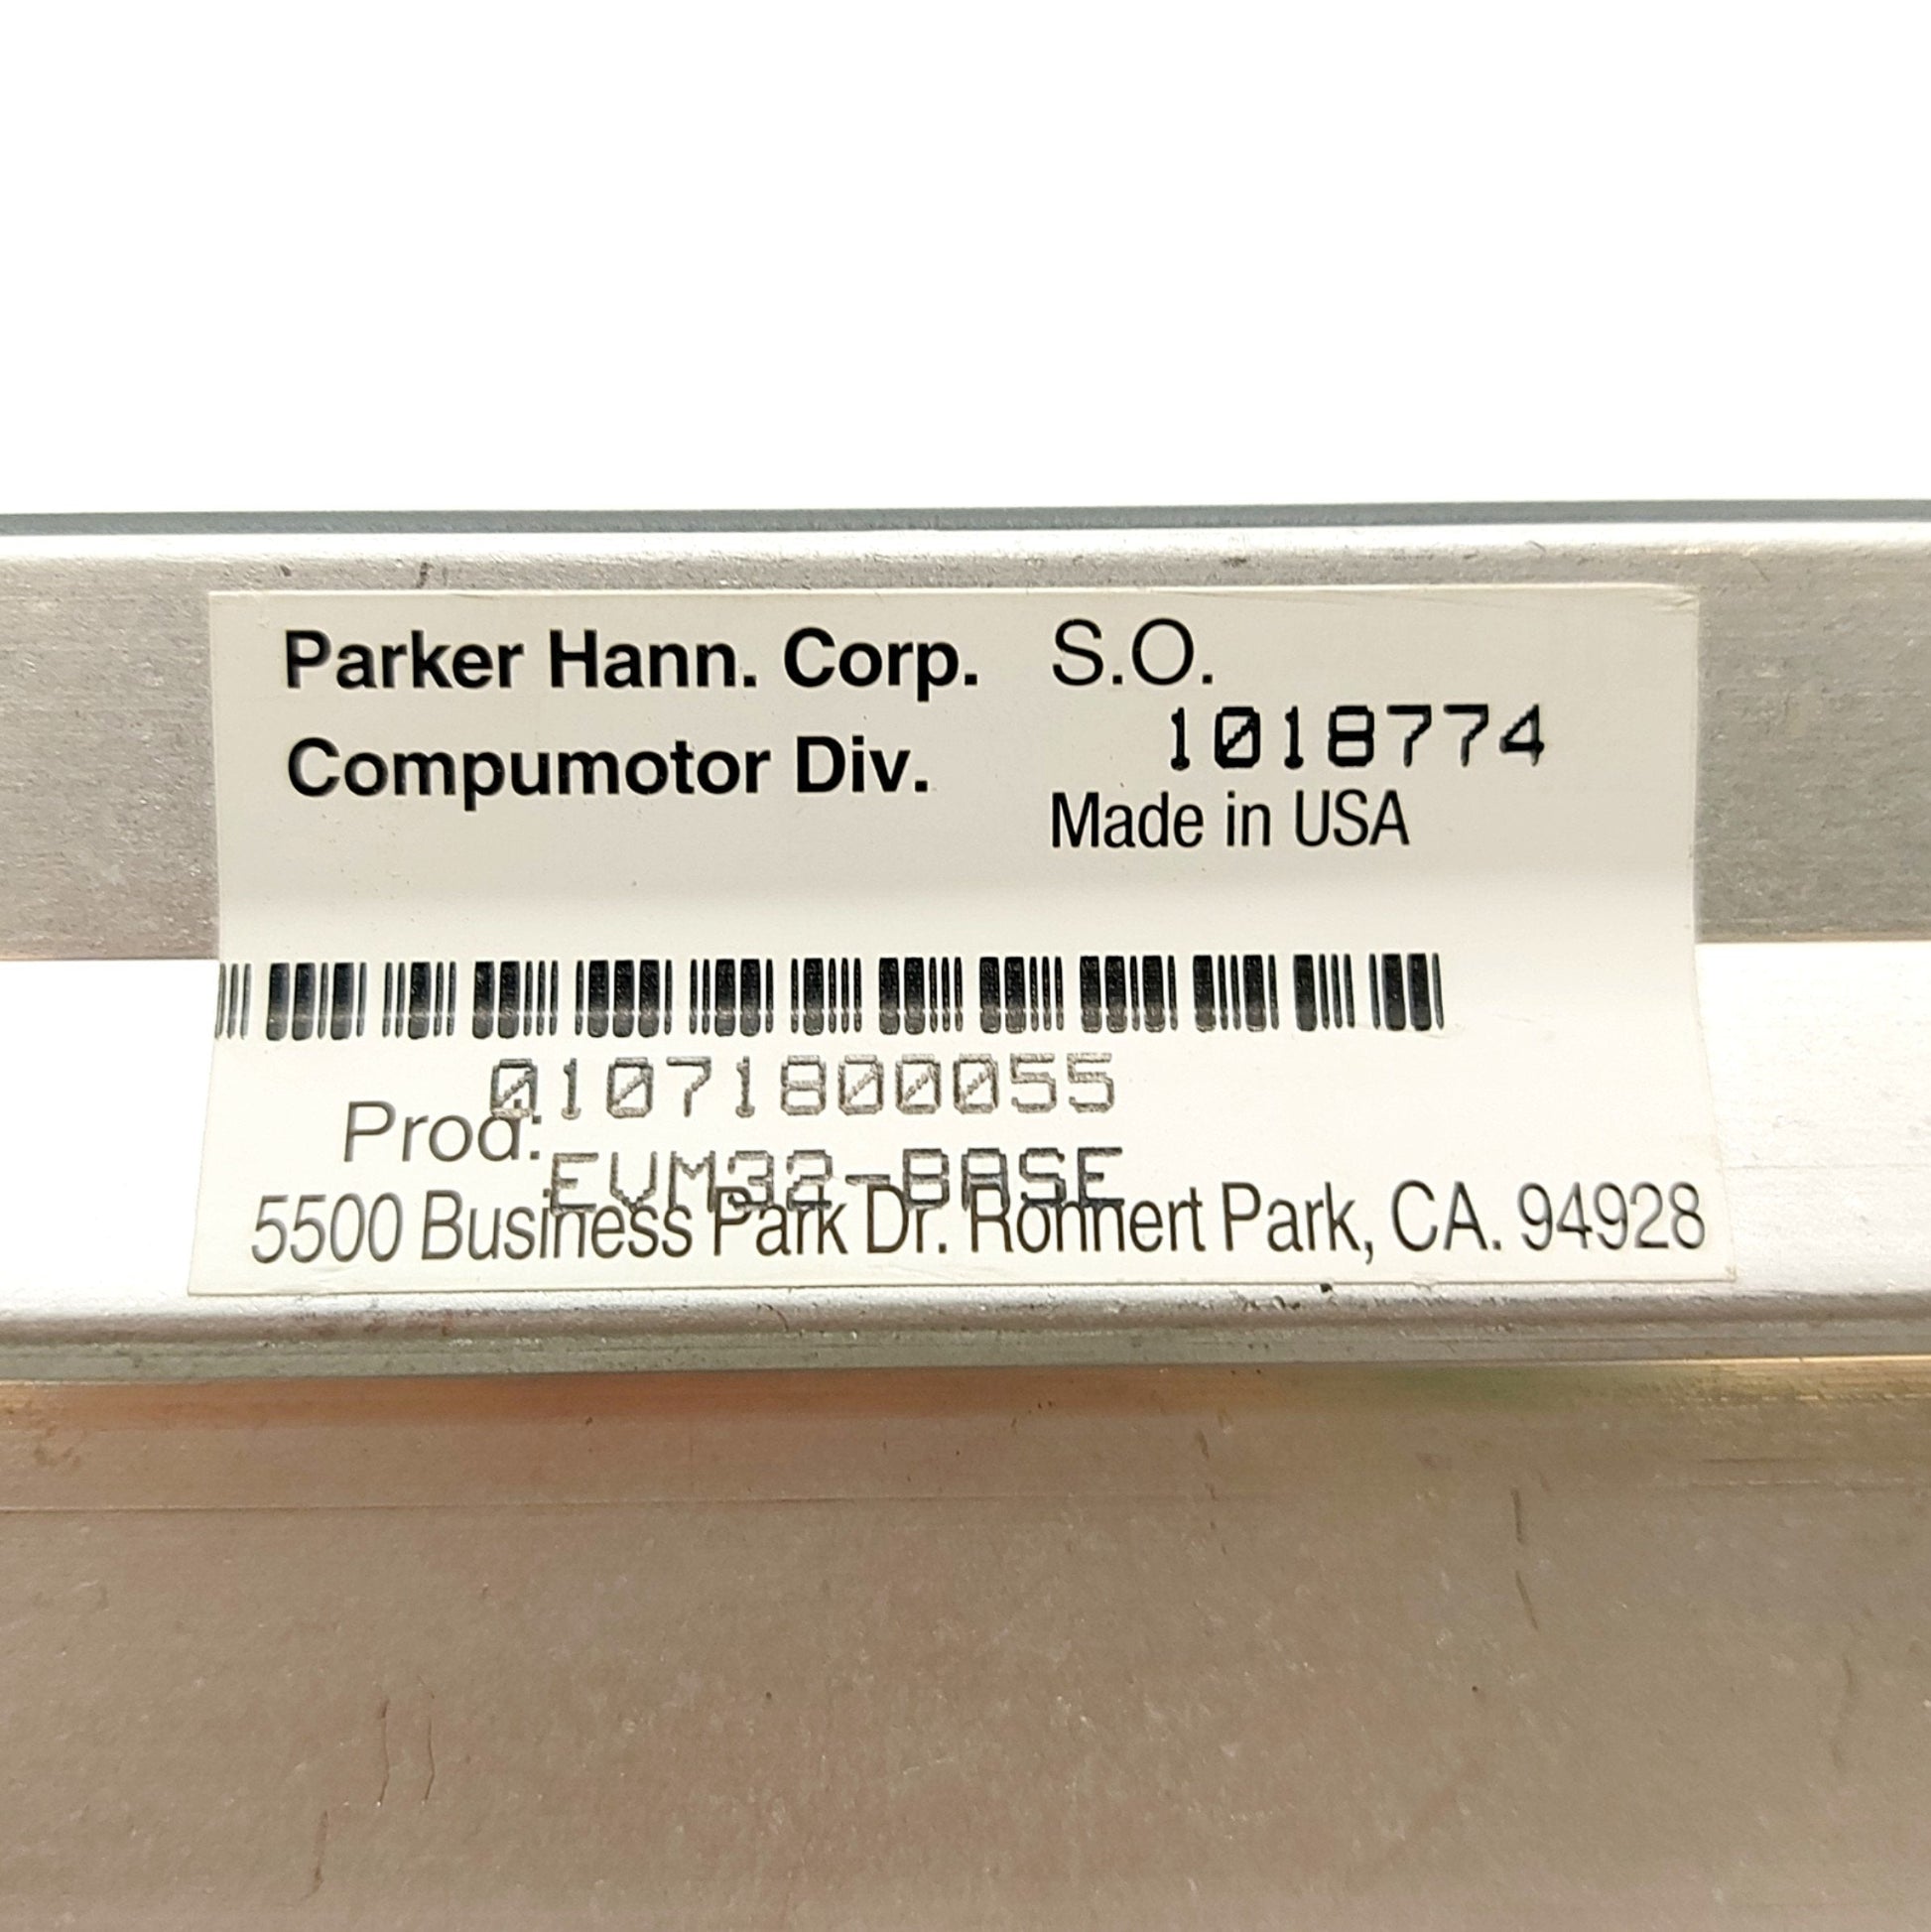 Parker Hann. Corp.
Compumotor Div.
S.O.
1018774
Made in USA
01071800055
Prod:
EVM32-BASE
5500 Business Park Dr. Rohnert Park, CA. 94928